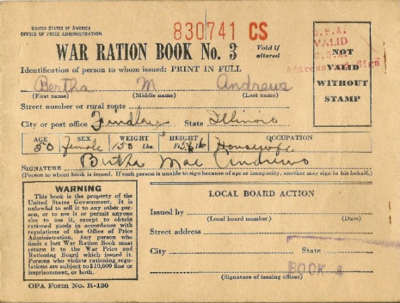 UNITED STATES OF AMERICA
OFFICE OF PRICE ADMINISTRATION
830741 CS
WAR RATION BOOK No. 3
Void if altered
Identification of person to whom issued: PRINT IN FULL
Bertha M Andrews
(First name) (Middle name) (Last name)
Street number or rural route
City or post office Findlay State Illinois
AGE SEX WEIGHT HEIGHT OCCUPATION
50 Female 150 Lbs. Housewife
SIGNATURE Bertha Mae Andrews
(Person to whom book is issued. If such person is unable to sign because of age or incapacity, another may sign in his behalf.)
O.P.A.
VALID
NOT
VALID
WITHOUT
STAMP
WARNING
This book is the property of the
United States Government. It is
unlawful to sell it to any other per-
son, or to use it or permit anyone
else to use it, except to obtain
rationed goods in accordance with
regulations of the Office of Price
Administration. Any person who
finds a lost War Ration Book must
return it to the War Price and
Rationing Board which issued it.
Persons who violate rationing reg-
ulations are subject to $10,000 fine or
imprisonment, or both.
OPA Form No. R-130
LOCAL BOARD ACTION
Issued by
(Local board number) (Date)
Street address
City State
BOOK 4
(Signature of issuing officer)